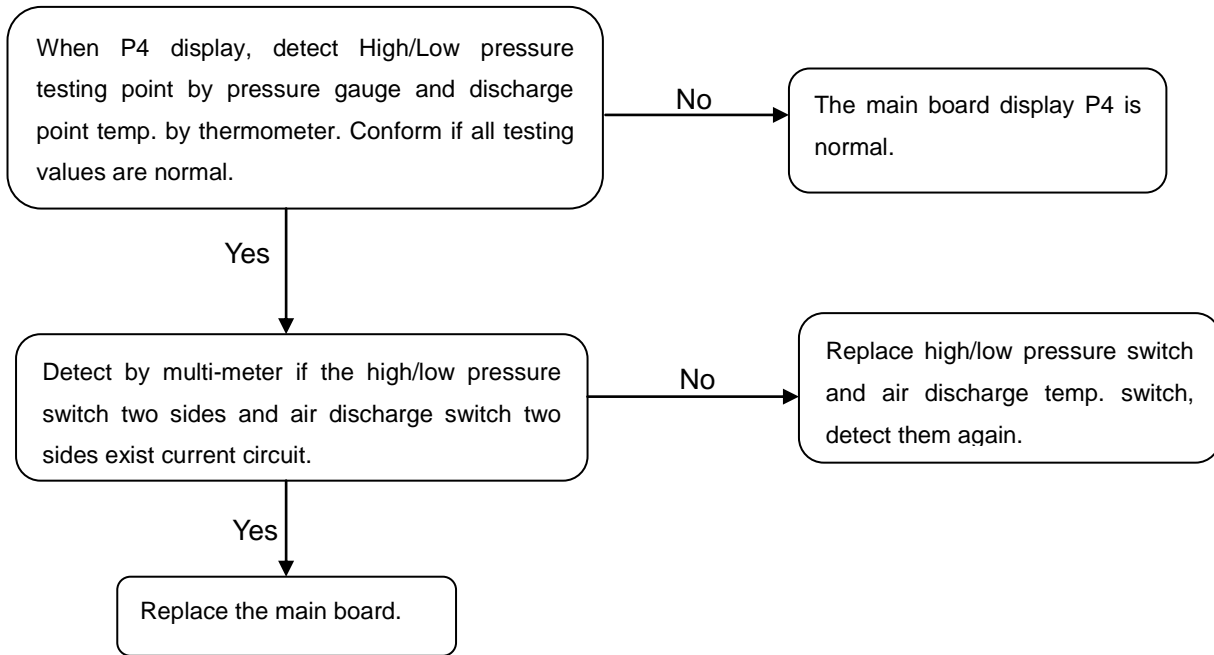 When P4 display, detect High/Low pressure
testing point by pressure gauge and discharge
point temp. by thermometer. Conform if all testing
values are normal.
No
The main board display P4 is
normal.
Yes
Detect by multi-meter if the high/low pressure
switch two sides and air discharge switch two
sides exist current circuit.
No
Replace high/low pressure switch
and air discharge temp. switch,
detect them again.
Yes
Replace the main board.